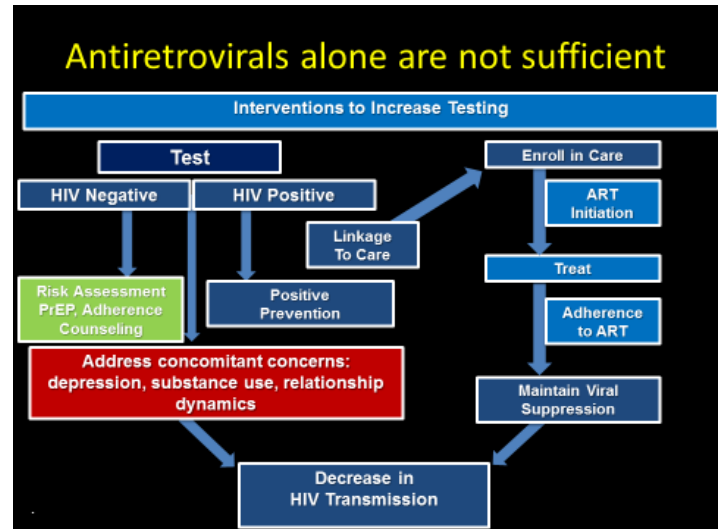 Antiretrovirals alone are not sufficient
Interventions to Increase Testing
Test
HIV Negative
HIV Positive
Risk Assessment
PrEP, Adherence
Counseling
Positive
Prevention
Linkage
To Care
Enroll in Care
ART
Initiation
Treat
Adherence
to ART
Maintain Viral
Suppression
Address concomitant concerns:
depression, substance use, relationship
dynamics
Decrease in
HIV Transmission
.